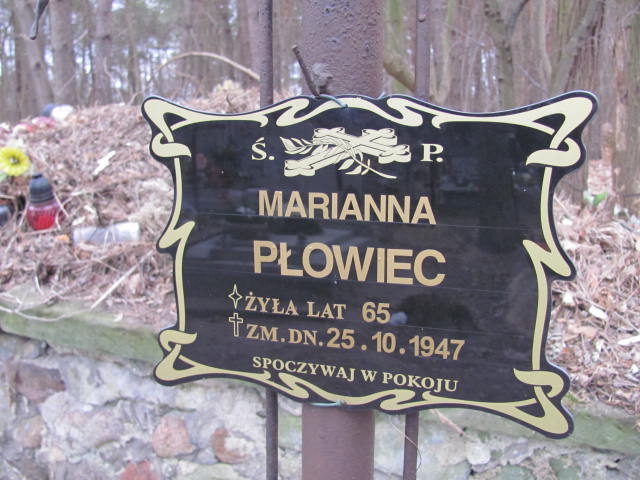 Ś. P.
MARIANNA
PŁOWIEC
ŻYŁA LAT 65
ZM. DN. 25.10.1947
SPOCZYWAJ W POKOJU